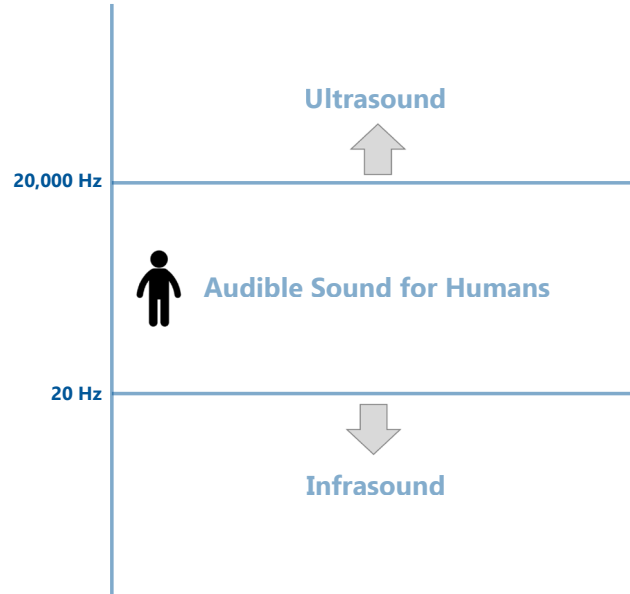 Ultrasound
20,000 Hz
Audible Sound for Humans
20 Hz
Infrasound